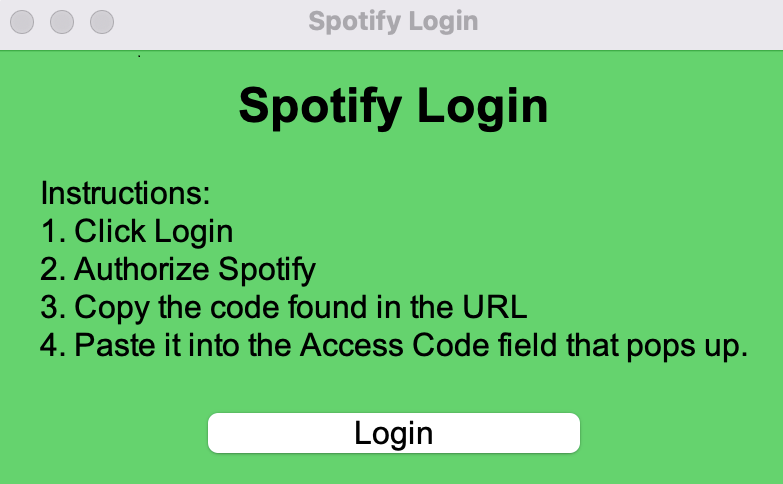 Spotify Login
Spotify Login
Instructions:
1. Click Login
2. Authorize Spotify
3. Copy the code found in the URL
4. Paste it into the Access Code field that pops up.
Login